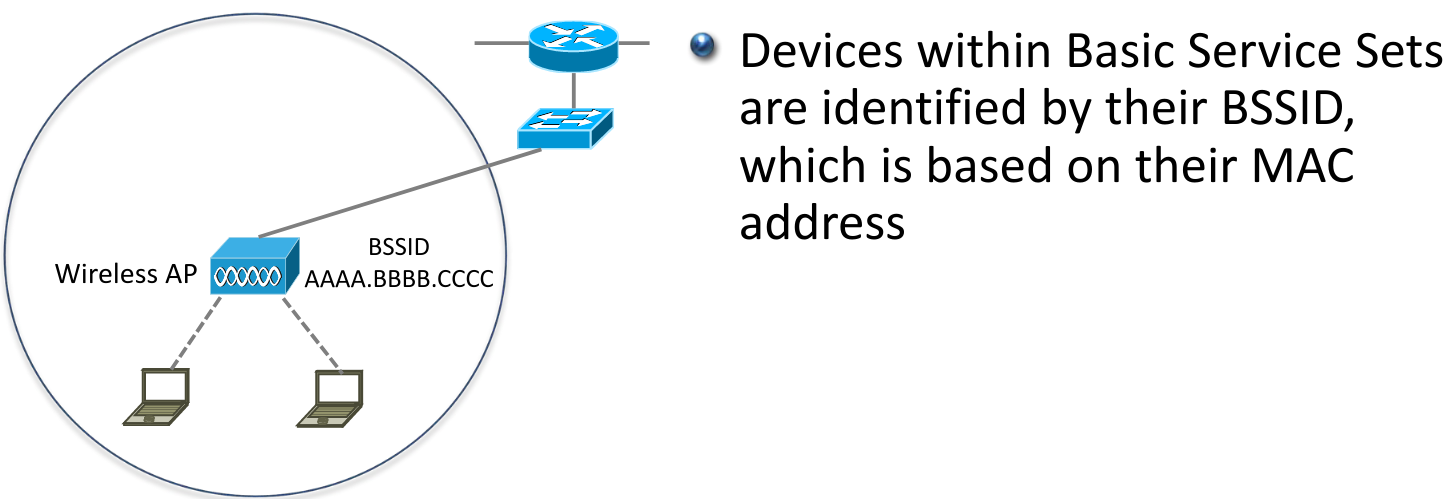 Devices within Basic Service Sets
are identified by their BSSID,
which is based on their MAC
address
BSSID
Wireless AP
AAAA.BBBB.CCCC